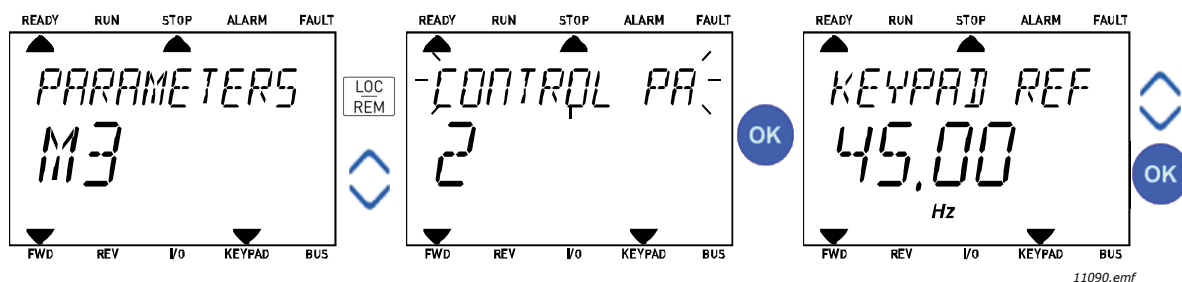 READY RUN STOP ALARM FAULT
PARAMETERS
M3
FWD REV I/O KEYPAD BUS
LOC
REM
READY RUN STOP ALARM FAULT
CONTROL PA
2
FWD REV I/O KEYPAD BUS
OK
READY RUN STOP ALARM FAULT
KEYPAD REF
45.00
Hz
FWD REV I/O KEYPAD BUS
OK
11090.emf